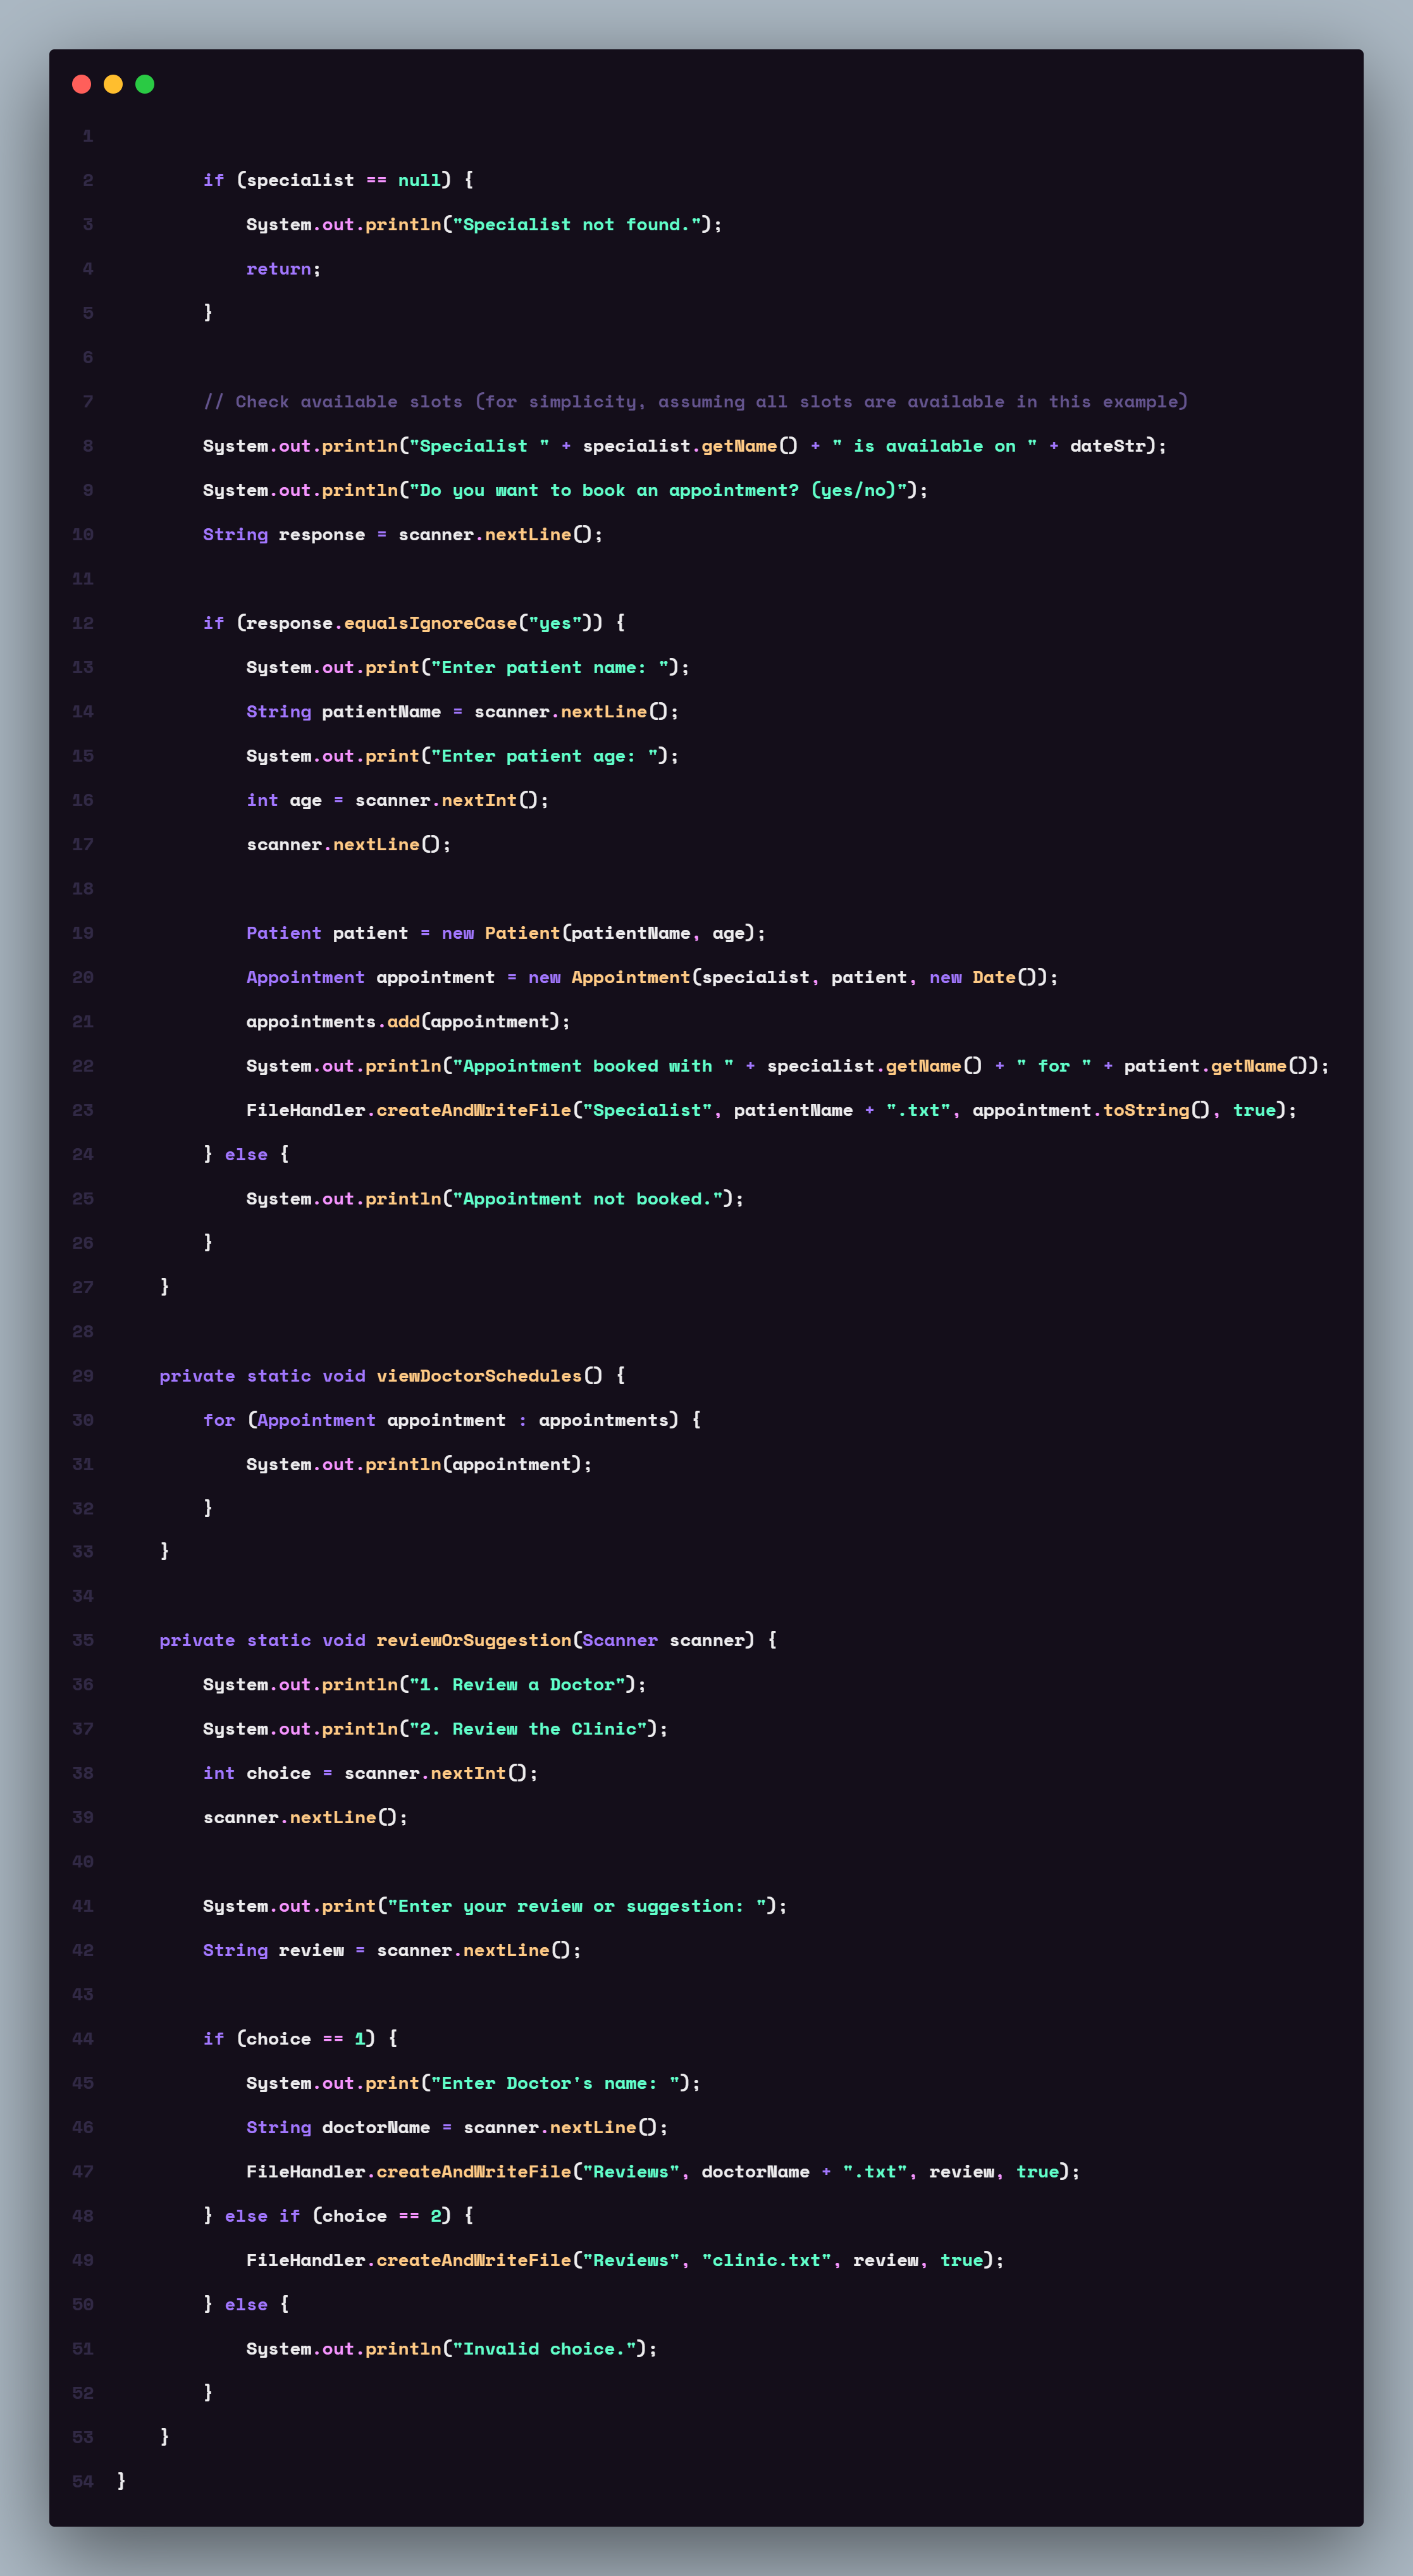 1
2         if (specialist == null) {
3             System.out.println("Specialist not found.");
4             return;
5         }
6
7         // Check available slots (for simplicity, assuming all slots are available in this example)
8         System.out.println("Specialist " + specialist.getName() + " is available on " + dateStr);
9         System.out.println("Do you want to book an appointment? (yes/no)");
10         String response = scanner.nextLine();
11
12         if (response.equalsIgnoreCase("yes")) {
13             System.out.print("Enter patient name: ");
14             String patientName = scanner.nextLine();
15             System.out.print("Enter patient age: ");
16             int age = scanner.nextInt();
17             scanner.nextLine();
18
19             Patient patient = new Patient(patientName, age);
20             Appointment appointment = new Appointment(specialist, patient, new Date());
21             appointments.add(appointment);
22             System.out.println("Appointment booked with " + specialist.getName() + " for " + patient.getName());
23             FileHandler.createAndWriteFile("Specialist", patientName + ".txt", appointment.toString(), true);
24         } else {
25             System.out.println("Appointment not booked.");
26         }
27     }
28
29     private static void viewDoctorSchedules() {
30         for (Appointment appointment : appointments) {
31             System.out.println(appointment);
32         }
33     }
34
35     private static void reviewOrSuggestion(Scanner scanner) {
36         System.out.println("1. Review a Doctor");
37         System.out.println("2. Review the Clinic");
38         int choice = scanner.nextInt();
39         scanner.nextLine();
40
41         System.out.print("Enter your review or suggestion: ");
42         String review = scanner.nextLine();
43
44         if (choice == 1) {
45             System.out.print("Enter Doctor's name: ");
46             String doctorName = scanner.nextLine();
47             FileHandler.createAndWriteFile("Reviews", doctorName + ".txt", review, true);
48         } else if (choice == 2) {
49             FileHandler.createAndWriteFile("Reviews", "clinic.txt", review, true);
50         } else {
51             System.out.println("Invalid choice.");
52         }
53     }
54 }